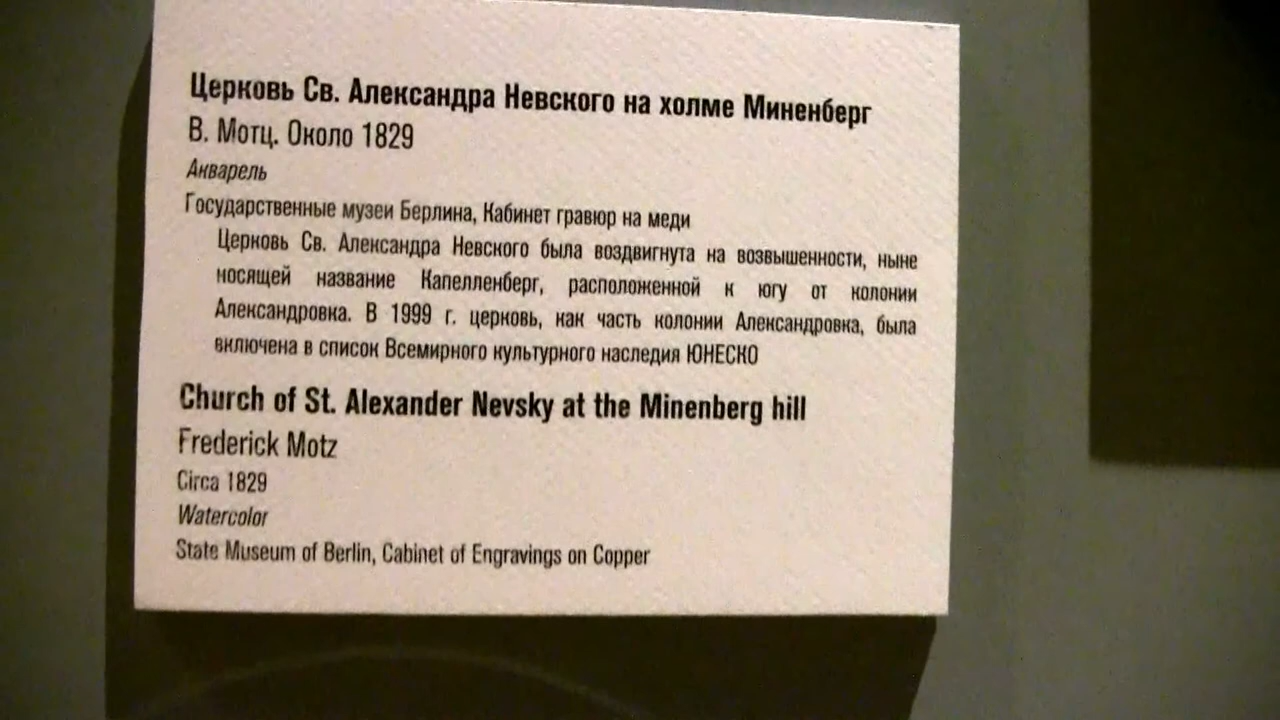 Церковь Св. Александра Невского на холме Миненберг
В. Мотц. Около 1829
Акварель
Государственные музеи Берлина, Кабинет гравюр на меди
Церковь Св. Александра Невского была воздвигнута на возвышенности, ныне
носящей название Капелленберг, расположенной к югу от колонии
Александровка. В 1999 г. церковь, как часть колонии Александровка, была
включена в список Всемирного культурного наследия ЮНЕСКО
Church of St. Alexander Nevsky at the Minenberg hill
Frederick Motz
Circa 1829
Watercolor
State Museum of Berlin, Cabinet of Engravings on Copper